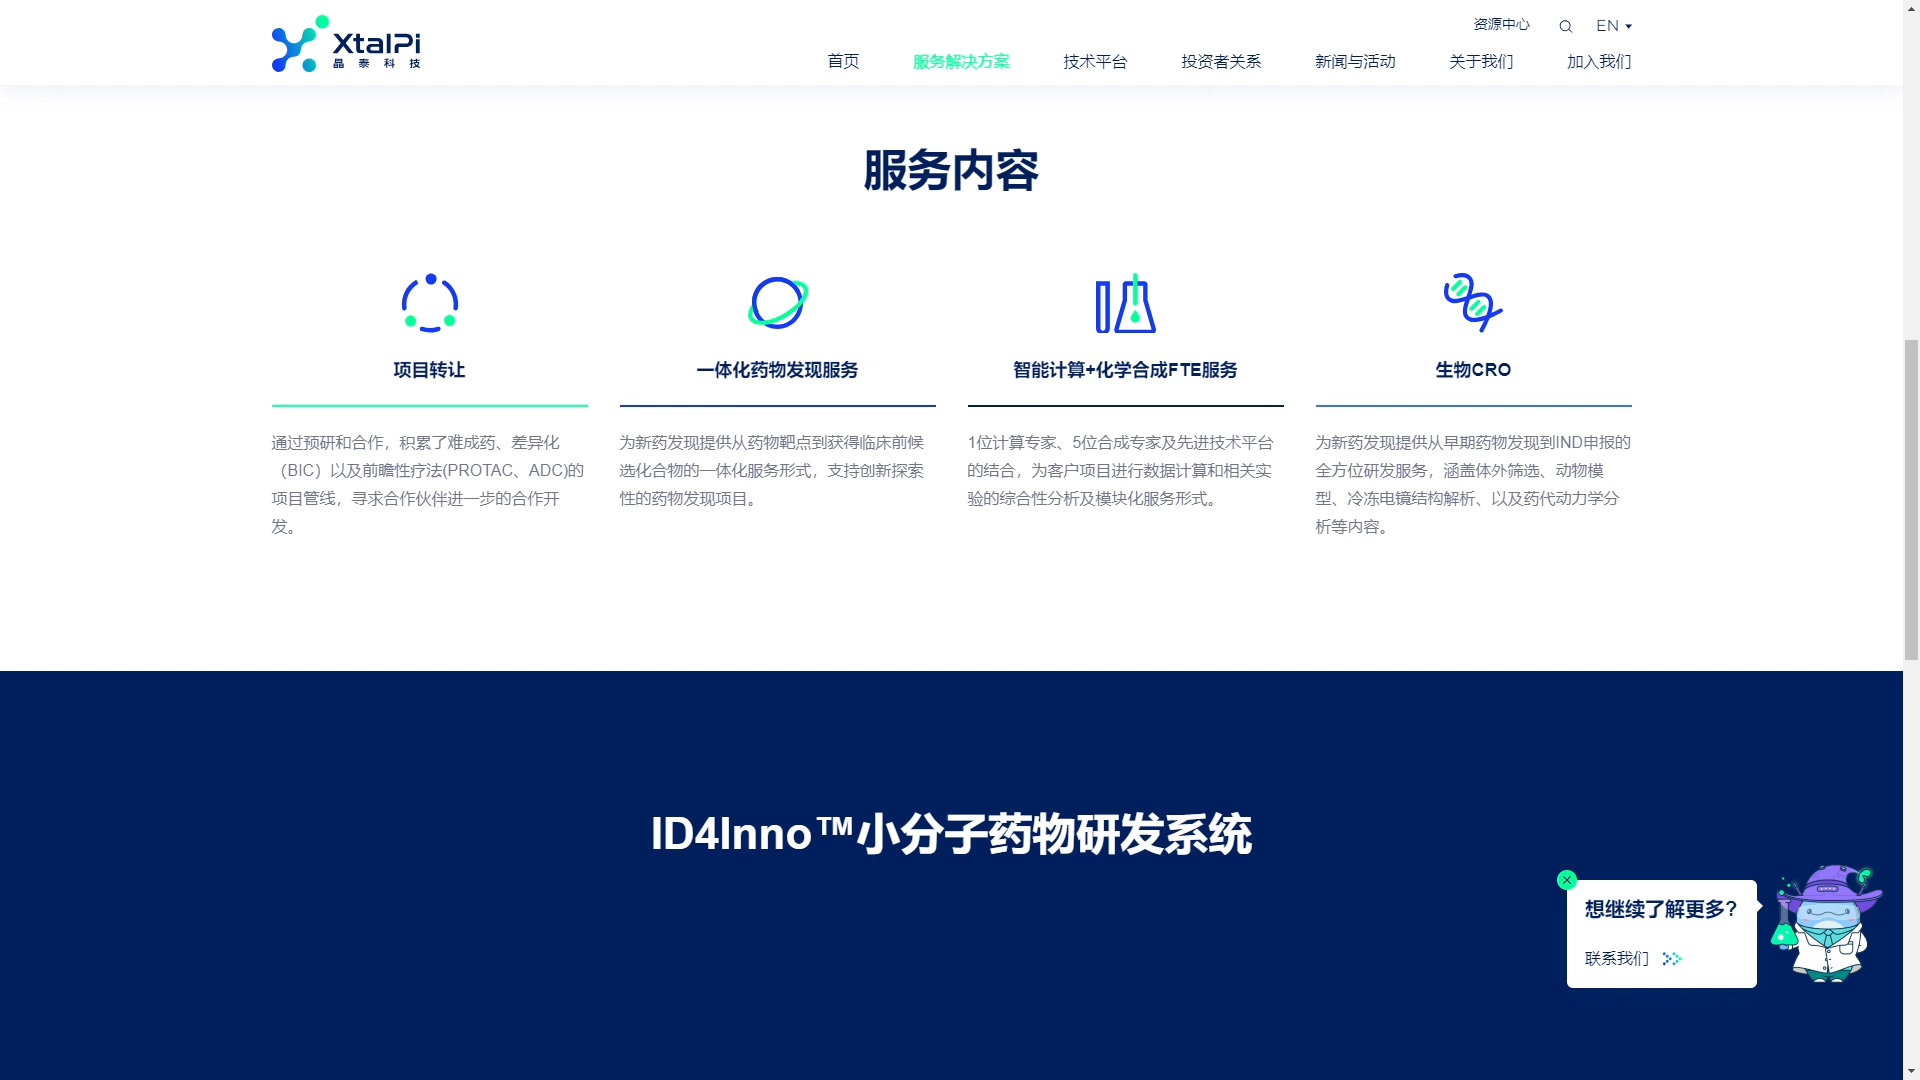 资源中心
EN
XtalPi
晶泰科技
首页
服务解决方案
技术平台
投资者关系
新闻与活动
关于我们
加入我们
服务内容
项目转让
通过预研和合作，积累了难成药、差异化
（BIC）以及前瞻性疗法(PROTAC、ADC)的
项目管线，寻求合作伙伴进一步的合作开
发。
一体化药物发现服务
为新药发现提供从药物靶点到获得临床前候
选化合物的一体化服务形式，支持创新探索
性的药物发现项目。
智能计算+化学合成FTE服务
1位计算专家、5位合成专家及先进技术平台
的结合，为客户项目进行数据计算和相关实
验的综合性分析及模块化服务形式。
生物CRO
为新药发现提供从早期药物发现到IND申报的
全方位研发服务，涵盖体外筛选、动物模
型、冷冻电镜结构解析、以及药代动力学分
析等内容。
ID4Inno™小分子药物研发系统
想继续了解更多?
联系我们